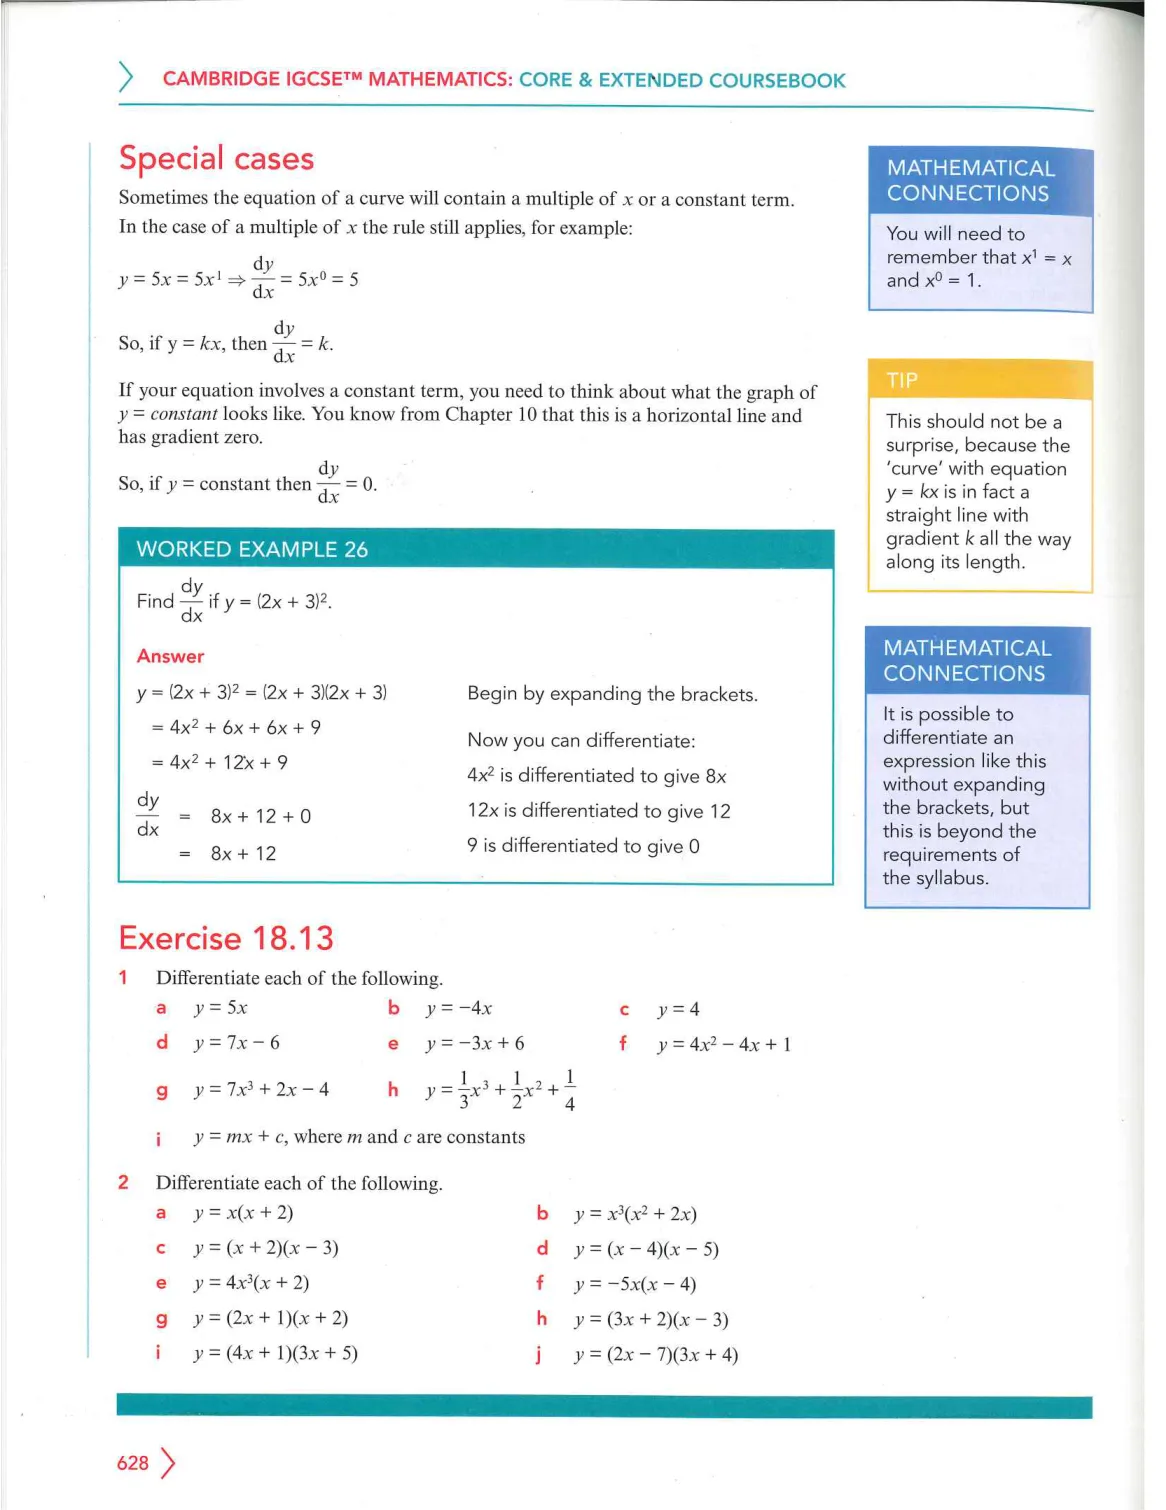 CAMBRIDGE IGCSE™ MATHEMATICS: CORE & EXTENDED COURSEBOOK
Special cases
Sometimes the equation of a curve will contain a multiple of x or a constant term.
In the case of a multiple of x the rule still applies, for example:
y = 5x = 5x¹ ⇒ dy/dx = 5x⁰ = 5
So, if y = kx, then dy/dx = k.
If your equation involves a constant term, you need to think about what the graph of
y = constant looks like. You know from Chapter 10 that this is a horizontal line and
has gradient zero.
So, if y = constant then dy/dx = 0.
WORKED EXAMPLE 26
Find dy/dx if y = (2x + 3)².
Answer
y = (2x + 3)² = (2x + 3)(2x + 3) Begin by expanding the brackets.
= 4x² + 6x + 6x + 9
Now you can differentiate:
= 4x² + 12x + 9
4x² is differentiated to give 8x
dy/dx = 8x + 12 + 0
12x is differentiated to give 12
= 8x + 12
9 is differentiated to give 0
MATHEMATICAL
CONNECTIONS
You will need to
remember that x¹ = x
and x⁰ = 1.
TIP
This should not be a
surprise, because the
'curve' with equation
y = kx is in fact a
straight line with
gradient k all the way
along its length.
MATHEMATICAL
CONNECTIONS
It is possible to
differentiate an
expression like this
without expanding
the brackets, but
this is beyond the
requirements of
the syllabus.
Exercise 18.13
1 Differentiate each of the following.
a y = 5x b y = −4x c y = 4
d y = 7x − 6 e y = −3x + 6 f y = 4x² − 4x + 1
g y = 7x³ + 2x − 4 h y = 1/3x³ + 1/2x² + 1/4
i y = mx + c, where m and c are constants
2 Differentiate each of the following.
a y = x(x + 2) b y = x³(x² + 2x)
c y = (x + 2)(x − 3) d y = (x − 4)(x − 5)
e y = 4x³(x + 2) f y = −5x(x − 4)
g y = (2x + 1)(x + 2) h y = (3x + 2)(x − 3)
i y = (4x + 1)(3x + 5) j y = (2x − 7)(3x + 4)
628